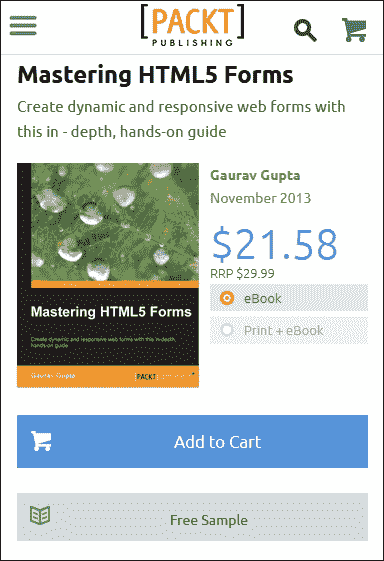 [PACKT]
PUBLISHING
Mastering HTML5 Forms
Create dynamic and responsive web forms with
this in - depth, hands-on guide
Gaurav Gupta
November 2013
$21.58
RRP $29.99
eBook
Print + eBook
Mastering HTML5 Forms
Create dynamic and responsive web forms with this in-depth,
hands-on guide
Gaurav Gupta
PACKT
Add to Cart
Free Sample